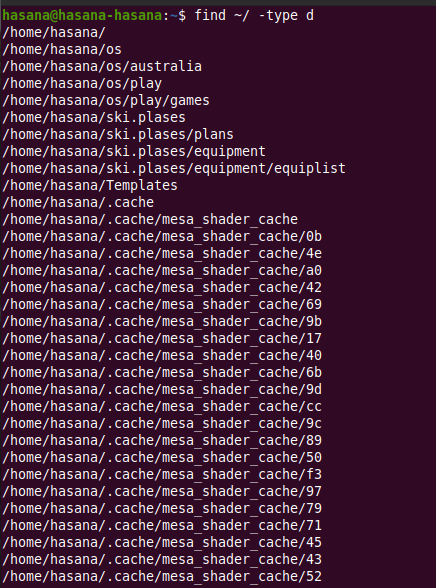 hasana@hasana-hasana:~$ find ~/ -type d
/home/hasana/
/home/hasana/os
/home/hasana/os/australia
/home/hasana/os/play
/home/hasana/os/play/games
/home/hasana/ski.plases
/home/hasana/ski.plases/plans
/home/hasana/ski.plases/equipment
/home/hasana/ski.plases/equipment/equiplist
/home/hasana/Templates
/home/hasana/.cache
/home/hasana/.cache/mesa_shader_cache
/home/hasana/.cache/mesa_shader_cache/0b
/home/hasana/.cache/mesa_shader_cache/4e
/home/hasana/.cache/mesa_shader_cache/a0
/home/hasana/.cache/mesa_shader_cache/42
/home/hasana/.cache/mesa_shader_cache/69
/home/hasana/.cache/mesa_shader_cache/9b
/home/hasana/.cache/mesa_shader_cache/17
/home/hasana/.cache/mesa_shader_cache/40
/home/hasana/.cache/mesa_shader_cache/6b
/home/hasana/.cache/mesa_shader_cache/9d
/home/hasana/.cache/mesa_shader_cache/cc
/home/hasana/.cache/mesa_shader_cache/9c
/home/hasana/.cache/mesa_shader_cache/89
/home/hasana/.cache/mesa_shader_cache/50
/home/hasana/.cache/mesa_shader_cache/f3
/home/hasana/.cache/mesa_shader_cache/97
/home/hasana/.cache/mesa_shader_cache/79
/home/hasana/.cache/mesa_shader_cache/71
/home/hasana/.cache/mesa_shader_cache/45
/home/hasana/.cache/mesa_shader_cache/43
/home/hasana/.cache/mesa_shader_cache/52